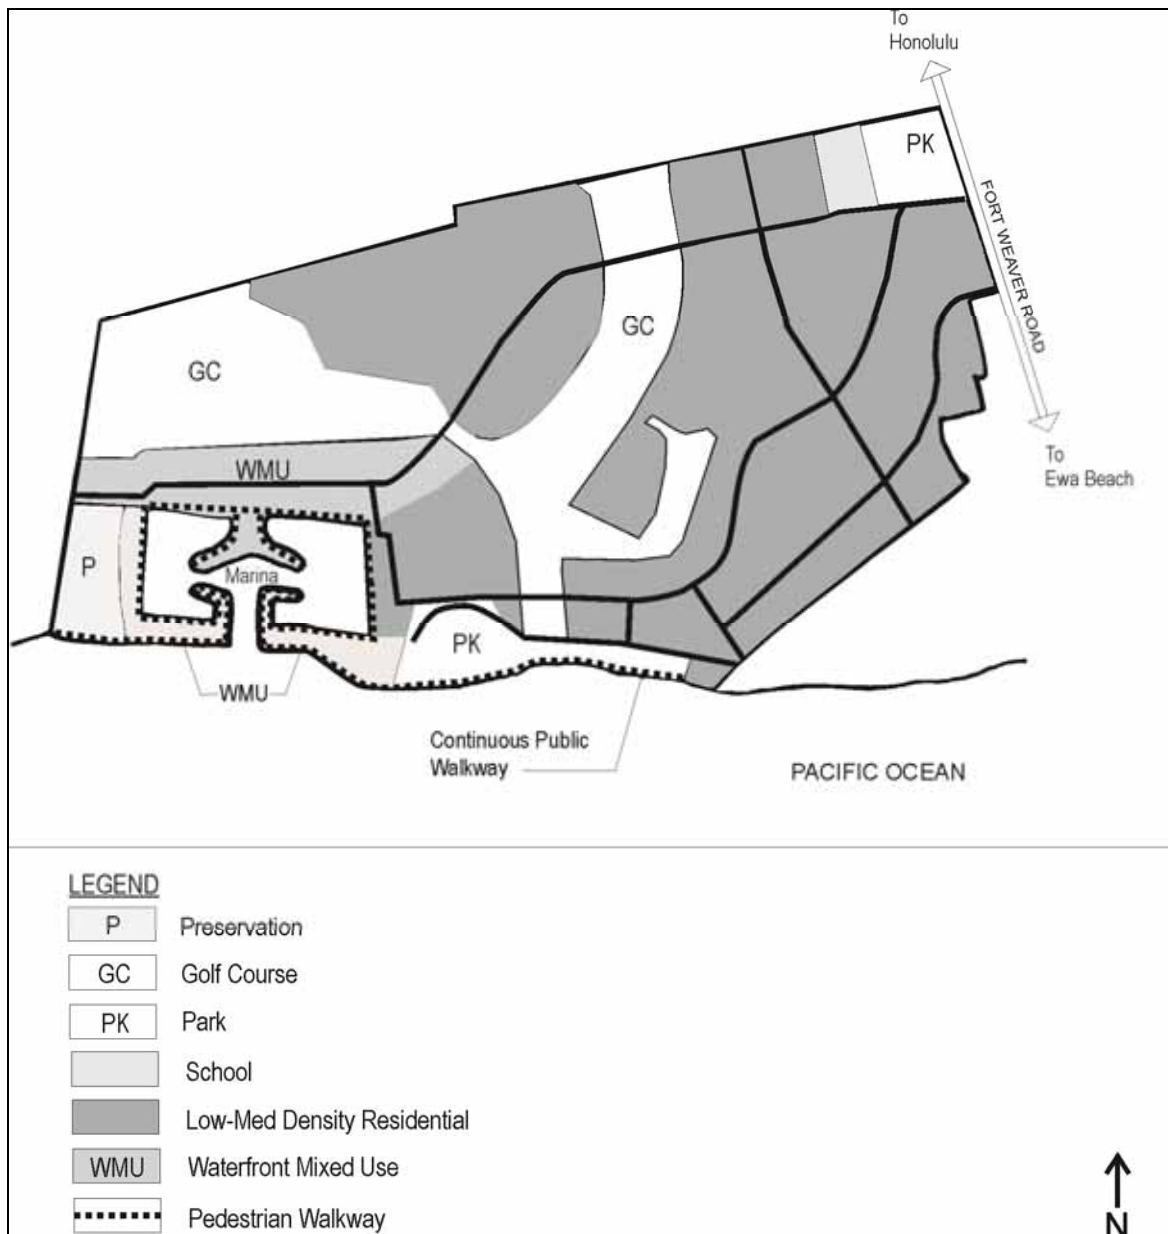 To
Honolulu
PK
FORT WEAVER ROAD
GC
GC
To
Ewa Beach
WMU
P
Marina
PK
WMU
Continuous Public
Walkway
PACIFIC OCEAN
LEGEND
P Preservation
GC Golf Course
PK Park
School
Low-Med Density Residential
WMU Waterfront Mixed Use
Pedestrian Walkway
N